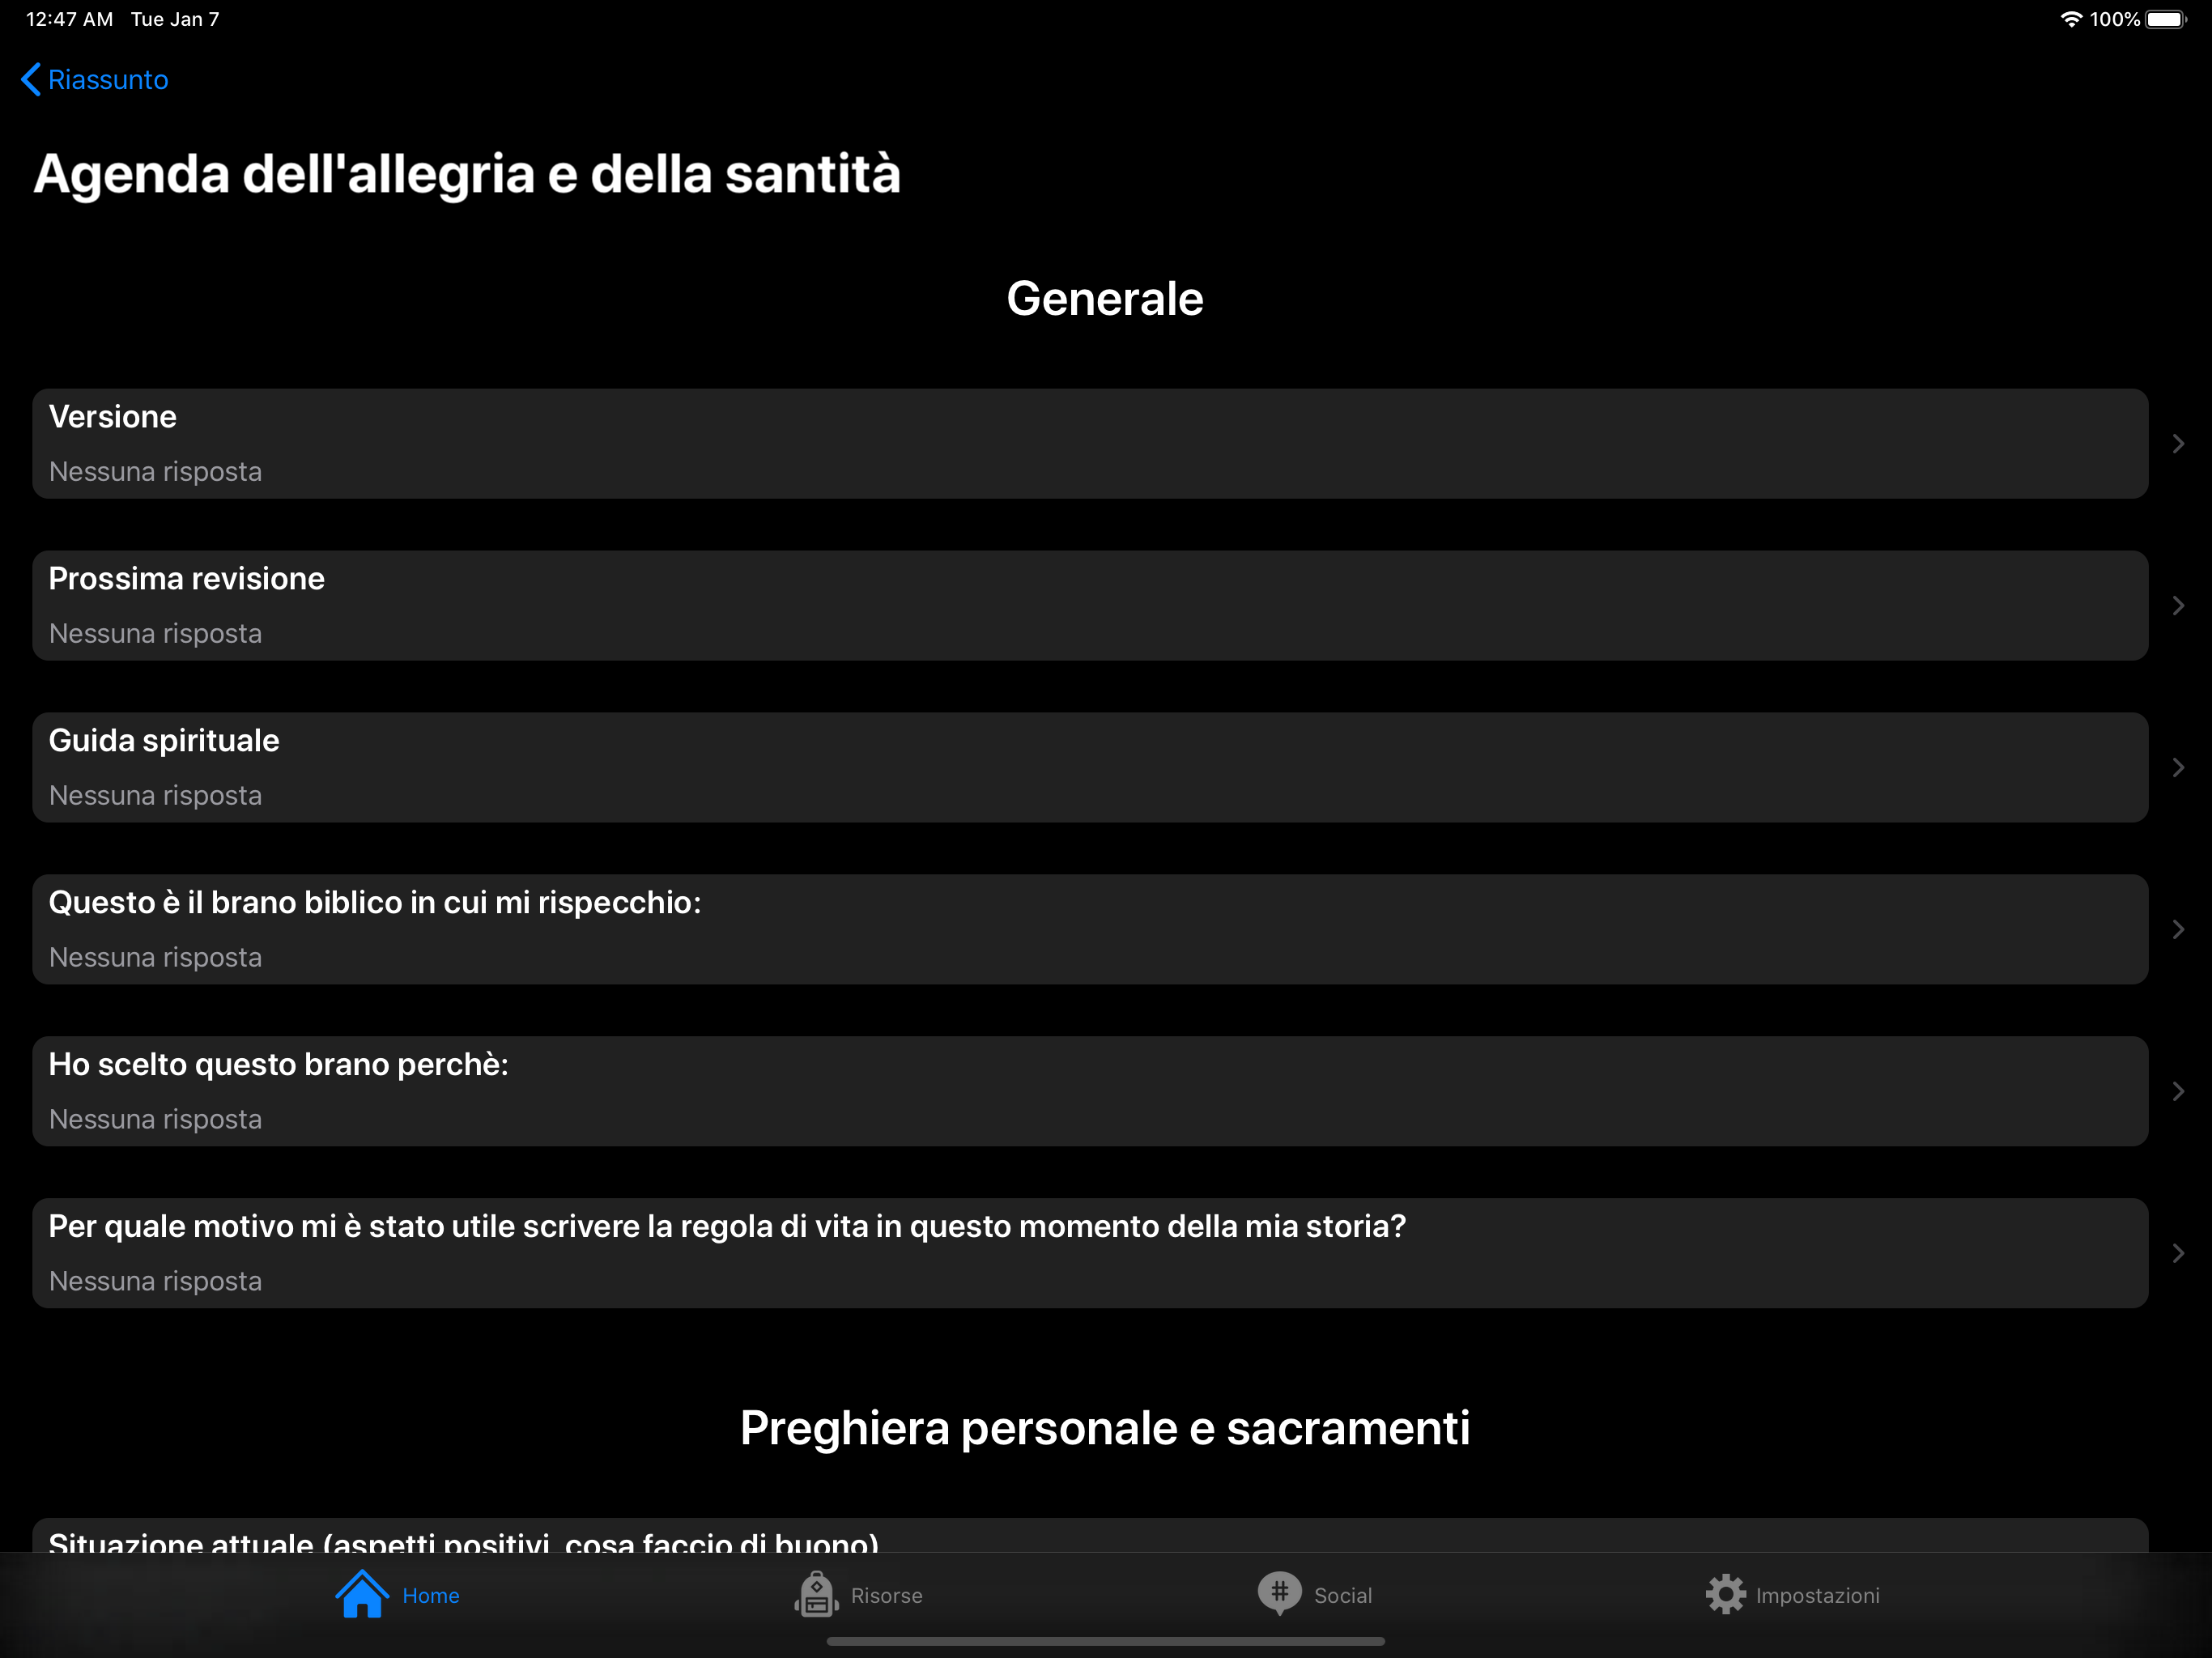 12:47 AM Tue Jan 7 100%
Riassunto
Agenda dell'allegria e della santità
Generale
Versione
Nessuna risposta
Prossima revisione
Nessuna risposta
Guida spirituale
Nessuna risposta
Questo è il brano biblico in cui mi rispecchio:
Nessuna risposta
Ho scelto questo brano perchè:
Nessuna risposta
Per quale motivo mi è stato utile scrivere la regola di vita in questo momento della mia storia?
Nessuna risposta
Preghiera personale e sacramenti
Situazione attuale (aspetti positivi, cosa faccio di buono)
Home Risorse # Social Impostazioni